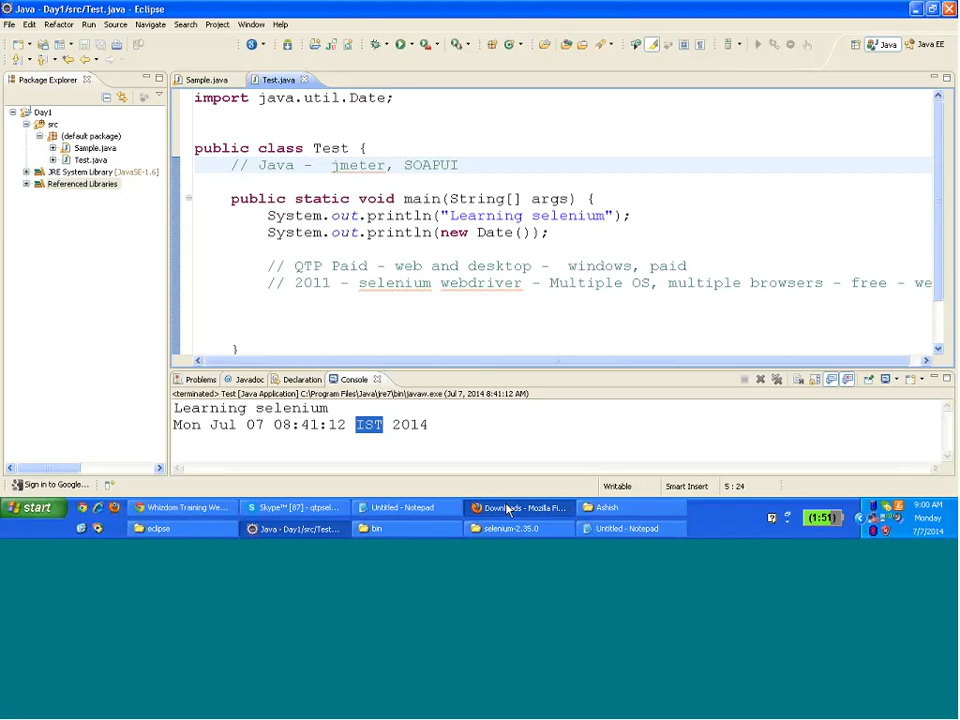 Java - Day1/src/Test.java - Eclipse
File Edit Refactor Run Source Navigate Search Project Window Help
Java Java EE
Package Explorer
Sample.java Test.java
Day1
src
(default package)
Sample.java
Test.java
JRE System Library [JavaSE-1.6]
Referenced Libraries
import java.util.Date;
public class Test {
// Java - jmeter, SOAPUI
public static void main(String[] args) {
System.out.println("Learning selenium");
System.out.println(new Date());
// QTP Paid - web and desktop - windows, paid
// 2011 - selenium webdriver - Multiple OS, multiple browsers - free - we
}
Problems Javadoc Declaration Console
<terminated> Test [Java Application] C:\Program Files\Java\jre7\bin\javaw.exe (Jul 7, 2014 8:41:12 AM)
Learning selenium
Mon Jul 07 08:41:12 IST 2014
Sign in to Google... Writable Smart Insert 5 : 24
start Whizdom Training We... Skype™ [87] - qtpsel... Untitled - Notepad Downloads - Mozilla Fi... Ashish
eclipse Java - Day1/src/Test... bin selenium-2.35.0 Untitled - Notepad
(1:51)
9:00 AM
Monday
7/7/2014